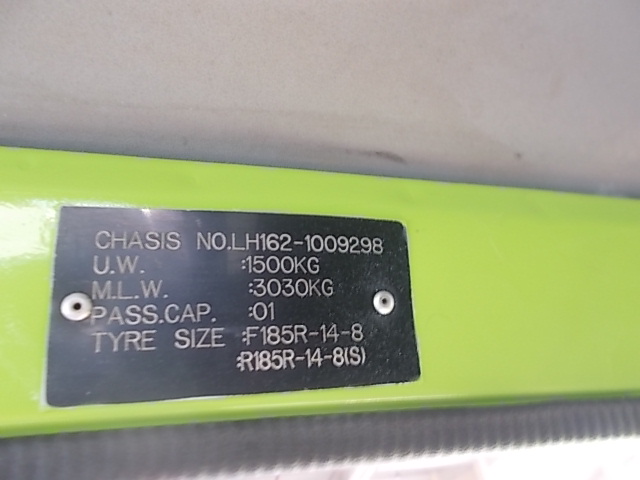 CHASIS NO.LH162-1009298
U.W. :1500KG
M.L.W. :3030KG
PASS.CAP. :01
TYRE SIZE :F185R-14-8
:R185R-14-8(S)